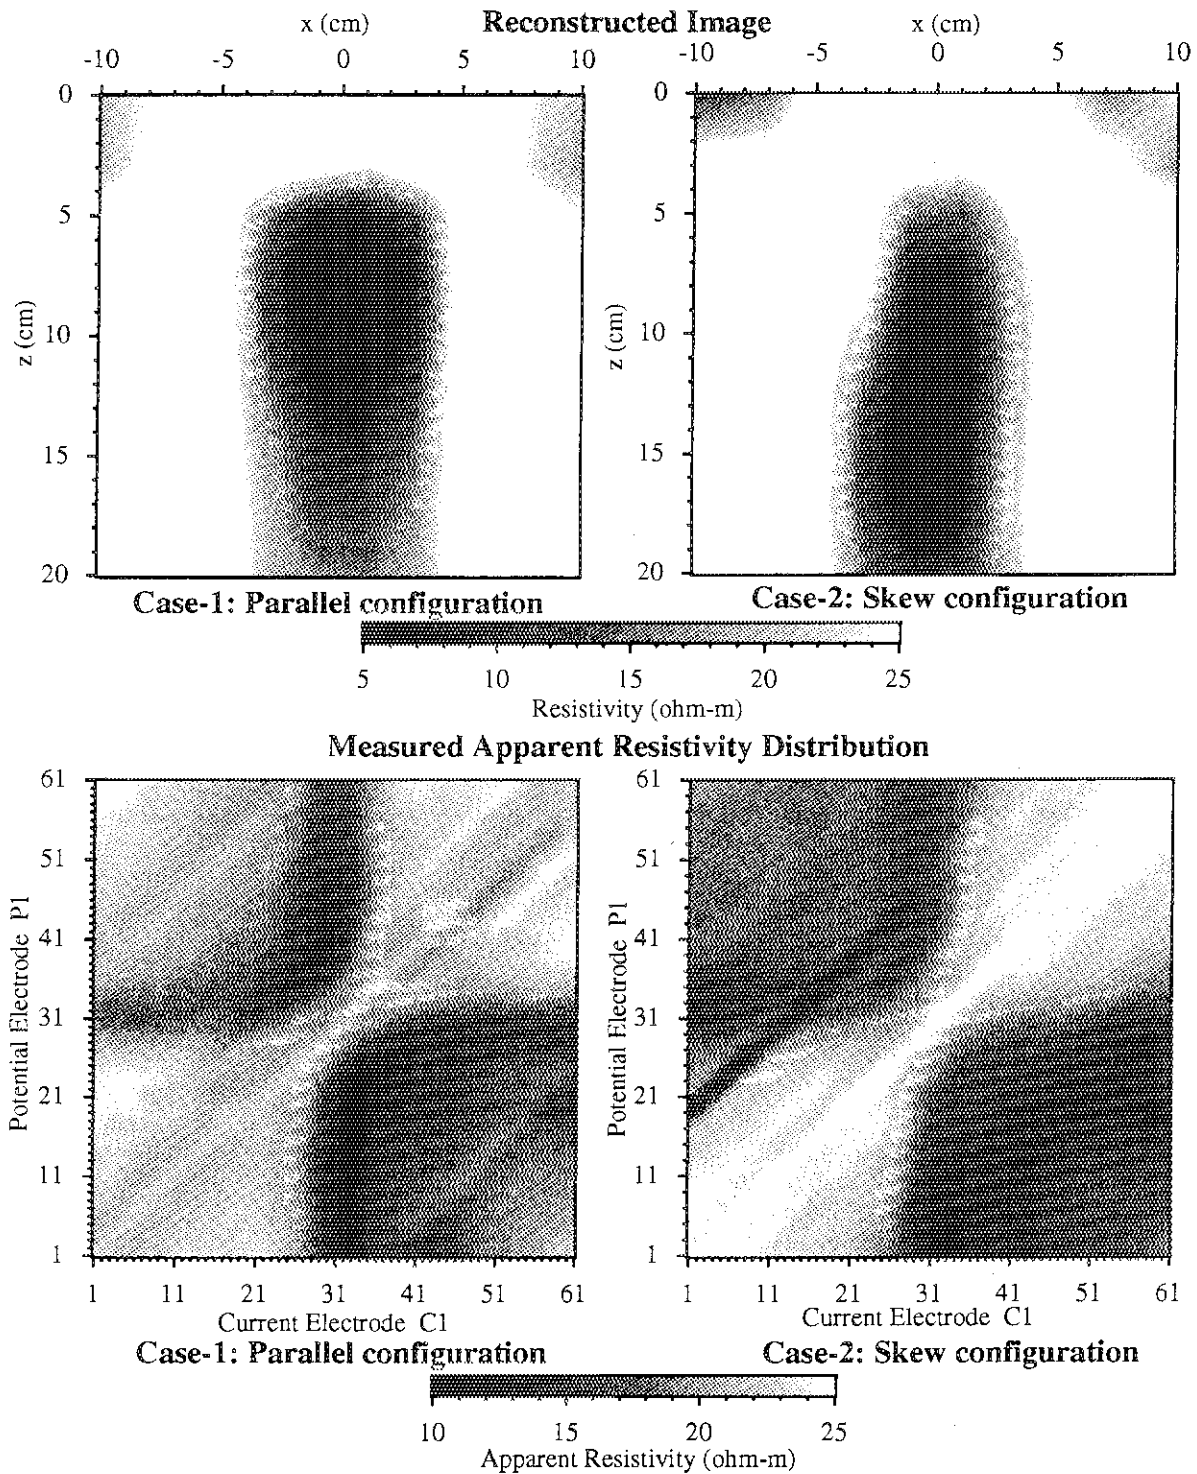 Reconstructed Image
x (cm)
x (cm)
-10 -5 0 5 10
-10 -5 0 5 10
0
5
10
15
20
z (cm)
0
5
10
15
20
z (cm)
Case-1: Parallel configuration
Case-2: Skew configuration
5 10 15 20 25
Resistivity (ohm-m)
Measured Apparent Resistivity Distribution
61
51
41
31
21
11
1
Potential Electrode P1
1 11 21 31 41 51 61
Current Electrode C1
61
51
41
31
21
11
1
Potential Electrode P1
1 11 21 31 41 51 61
Current Electrode C1
Case-1: Parallel configuration
Case-2: Skew configuration
10 15 20 25
Apparent Resistivity (ohm-m)